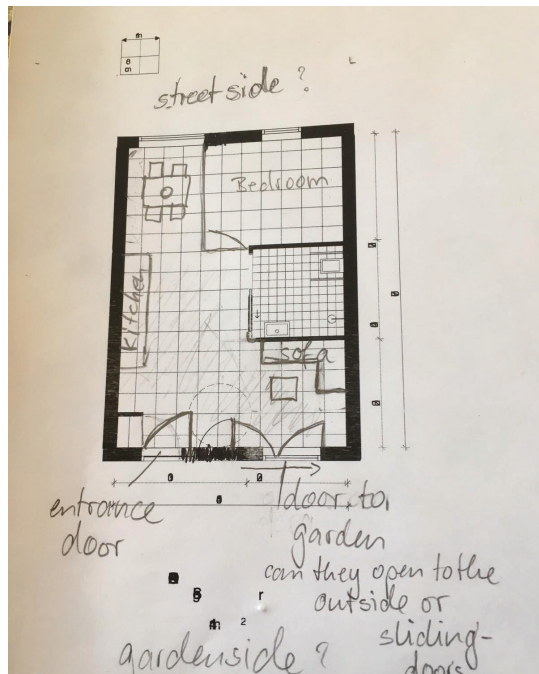 street side ?
Bedroom
kitchen
sofa
entrance
door
door to
garden
can they open to the
outside or
sliding-
doors
2
gardenside ?